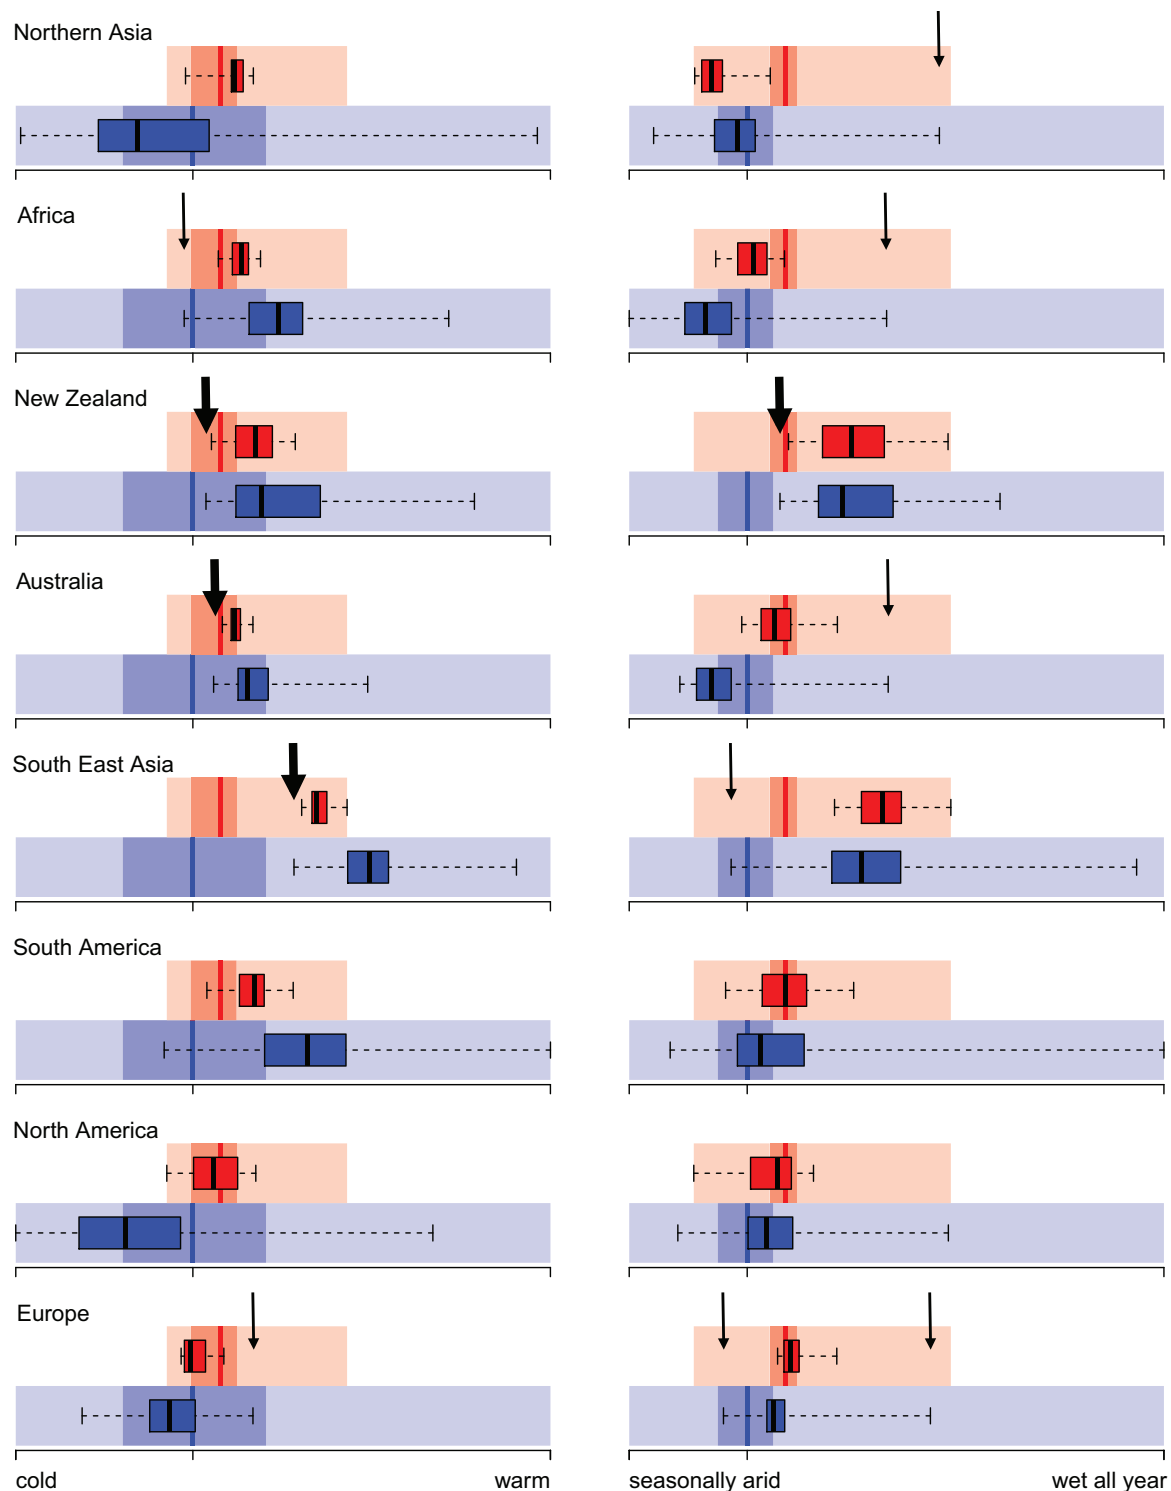 Northern Asia
Africa
New Zealand
Australia
South East Asia
South America
North America
Europe
cold warm seasonally arid wet all year